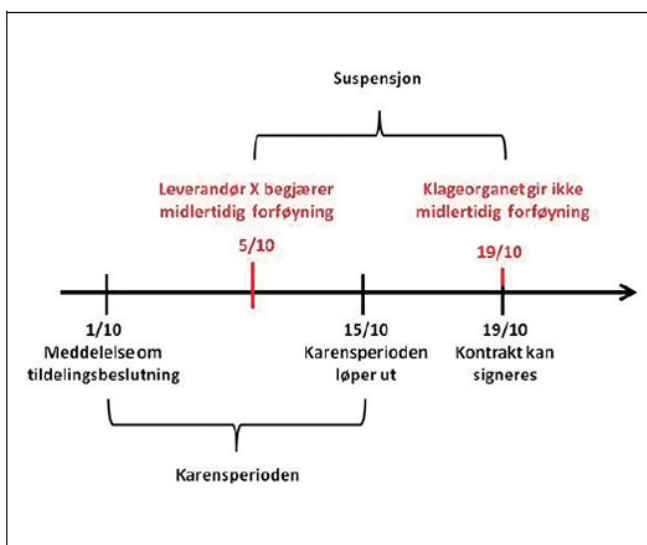 Suspensjon
Leverandør X begjærer
midlertidig forføyning
5/10
Klageorganet gir ikke
midlertidig forføyning
19/10
1/10
Meddelelse om
tildelingsbeslutning
15/10
Karensperioden
løper ut
19/10
Kontrakt kan
signeres
Karensperioden